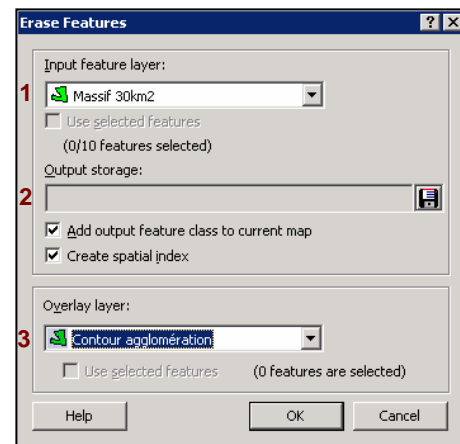 Erase Features
Input feature layer:
1 Massif 30km2
Use selected features
(0/10 features selected)
Output storage:
2
Add output feature class to current map
Create spatial index
Overlay layer:
3 Contour agglomération
Use selected features (0 features are selected)
Help OK Cancel